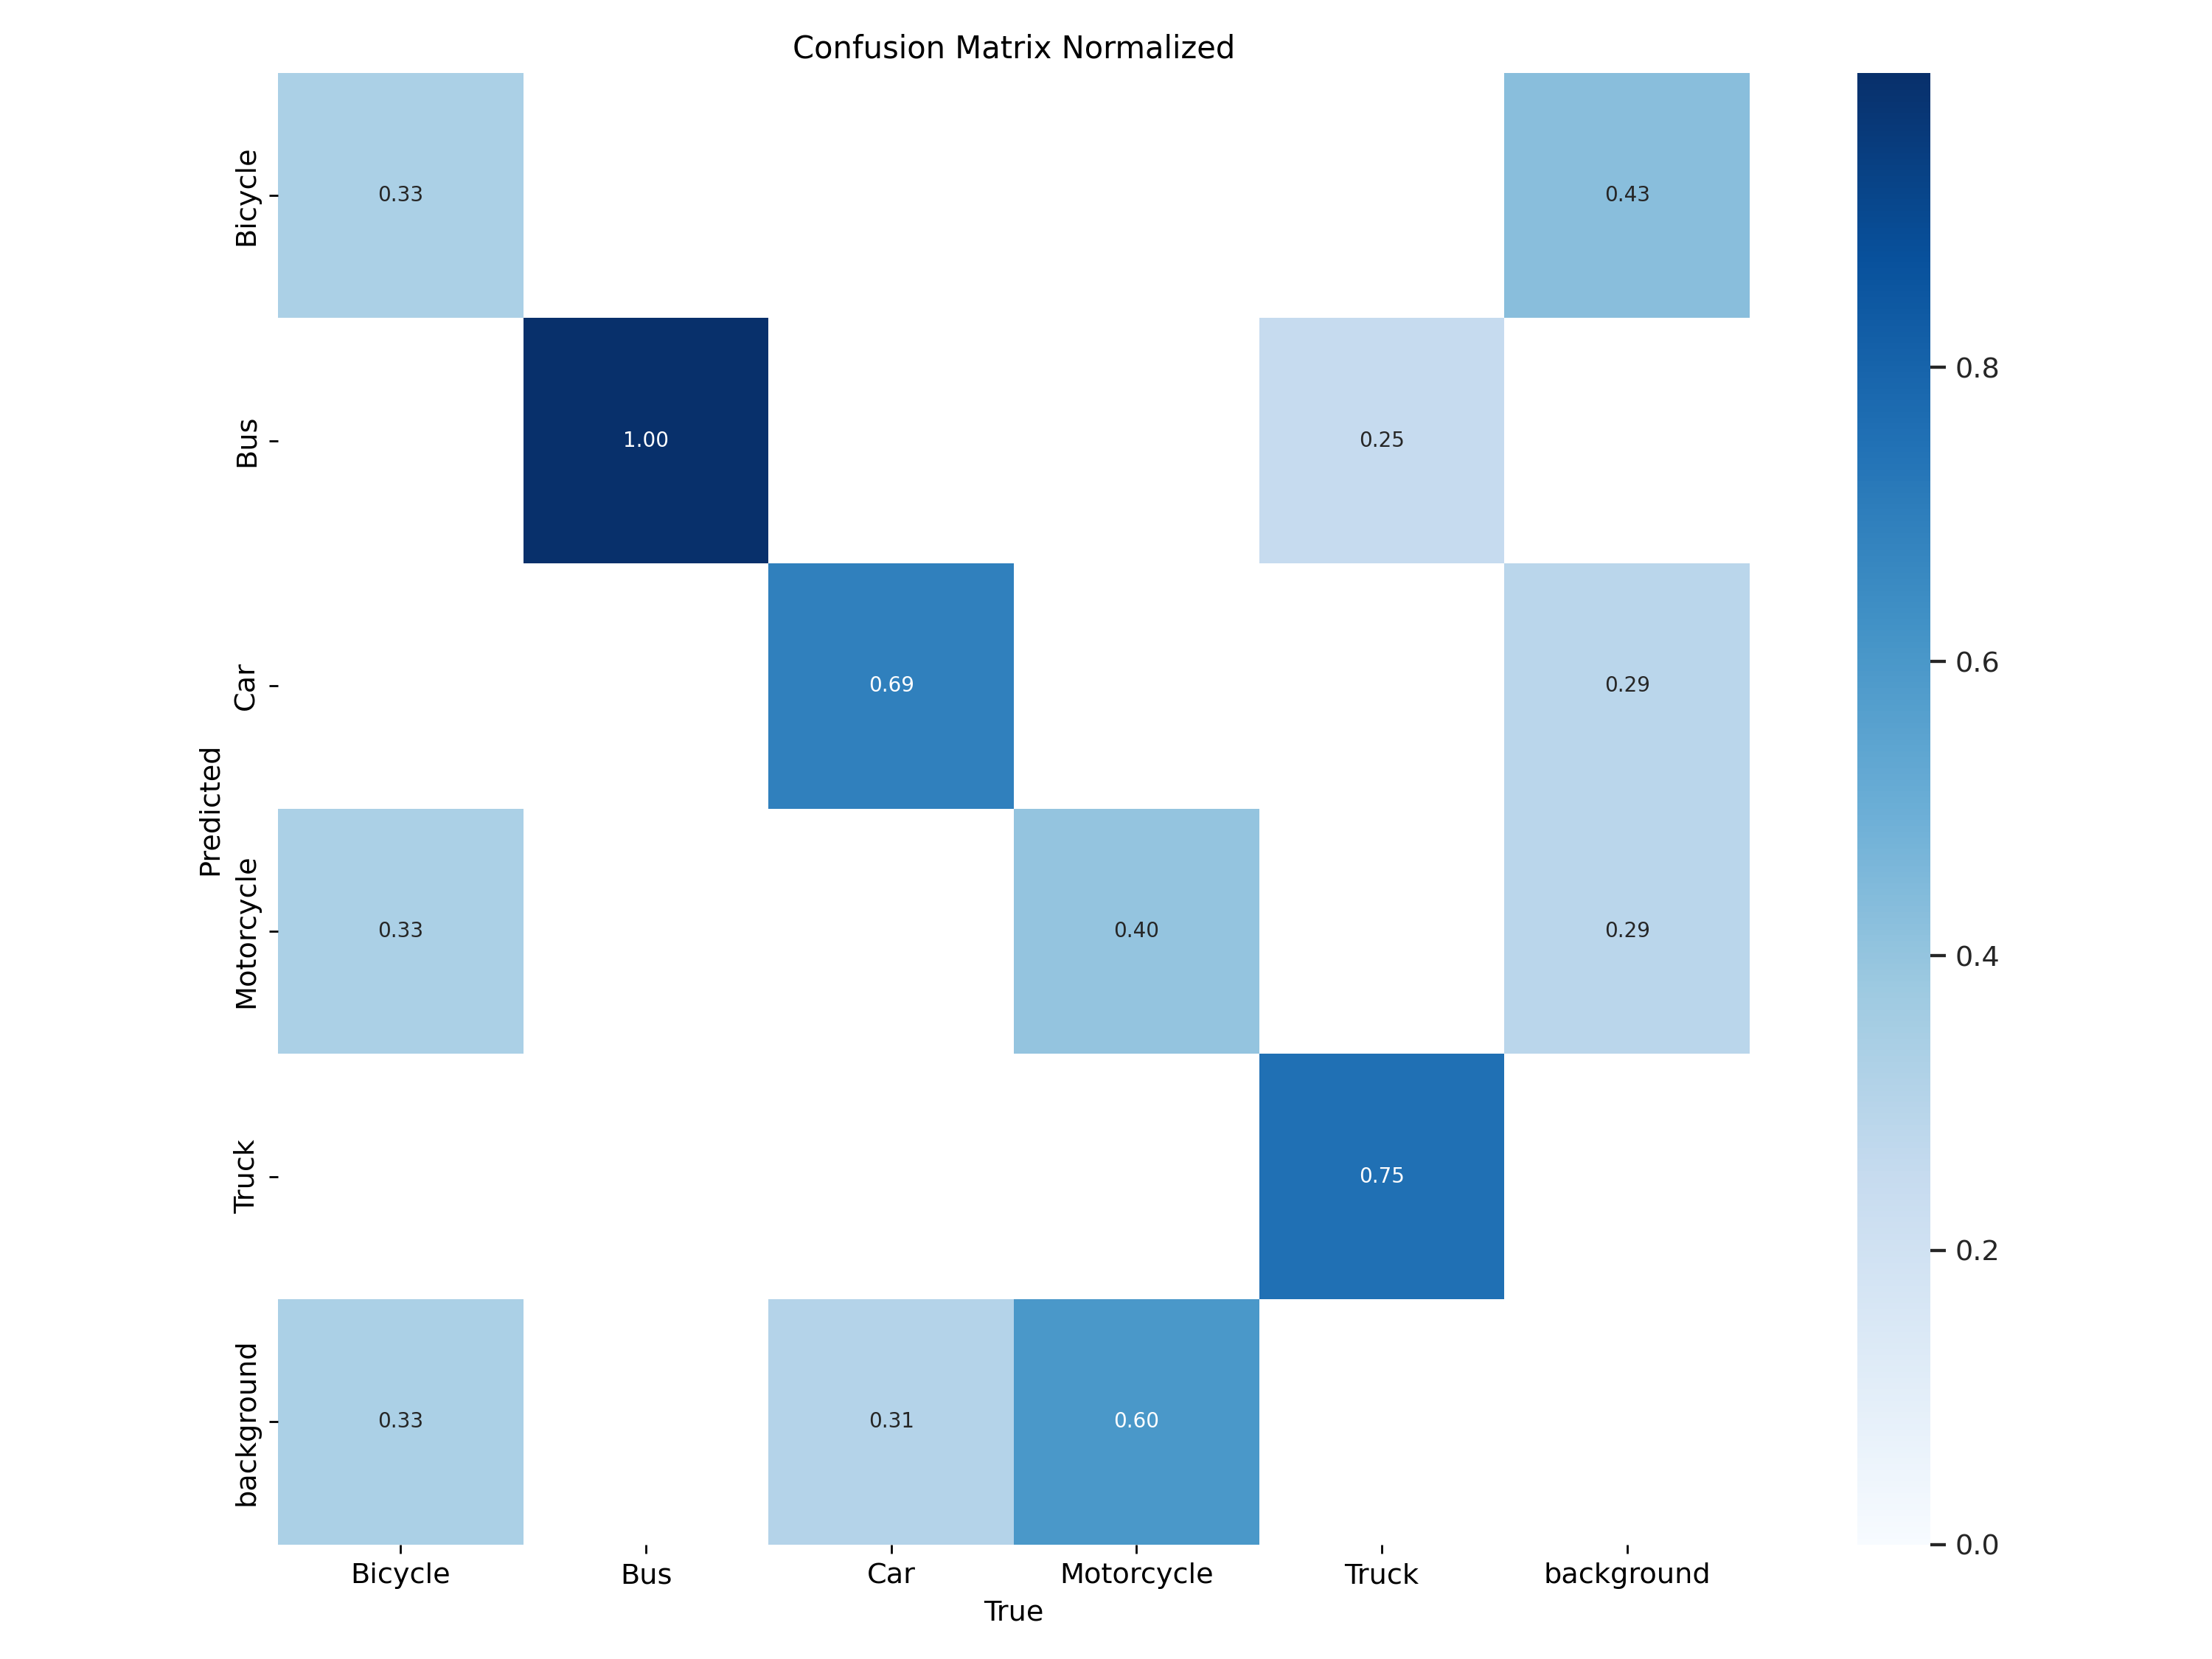 Confusion Matrix Normalized
Bicycle
0.33
0.43
Bus
1.00
0.25
0.8
Car
0.69
0.29
0.6
Predicted
Motorcycle
0.33
0.40
0.29
0.4
Truck
0.75
0.2
background
0.33
0.31
0.60
0.0
Bicycle Bus Car Motorcycle Truck background
True